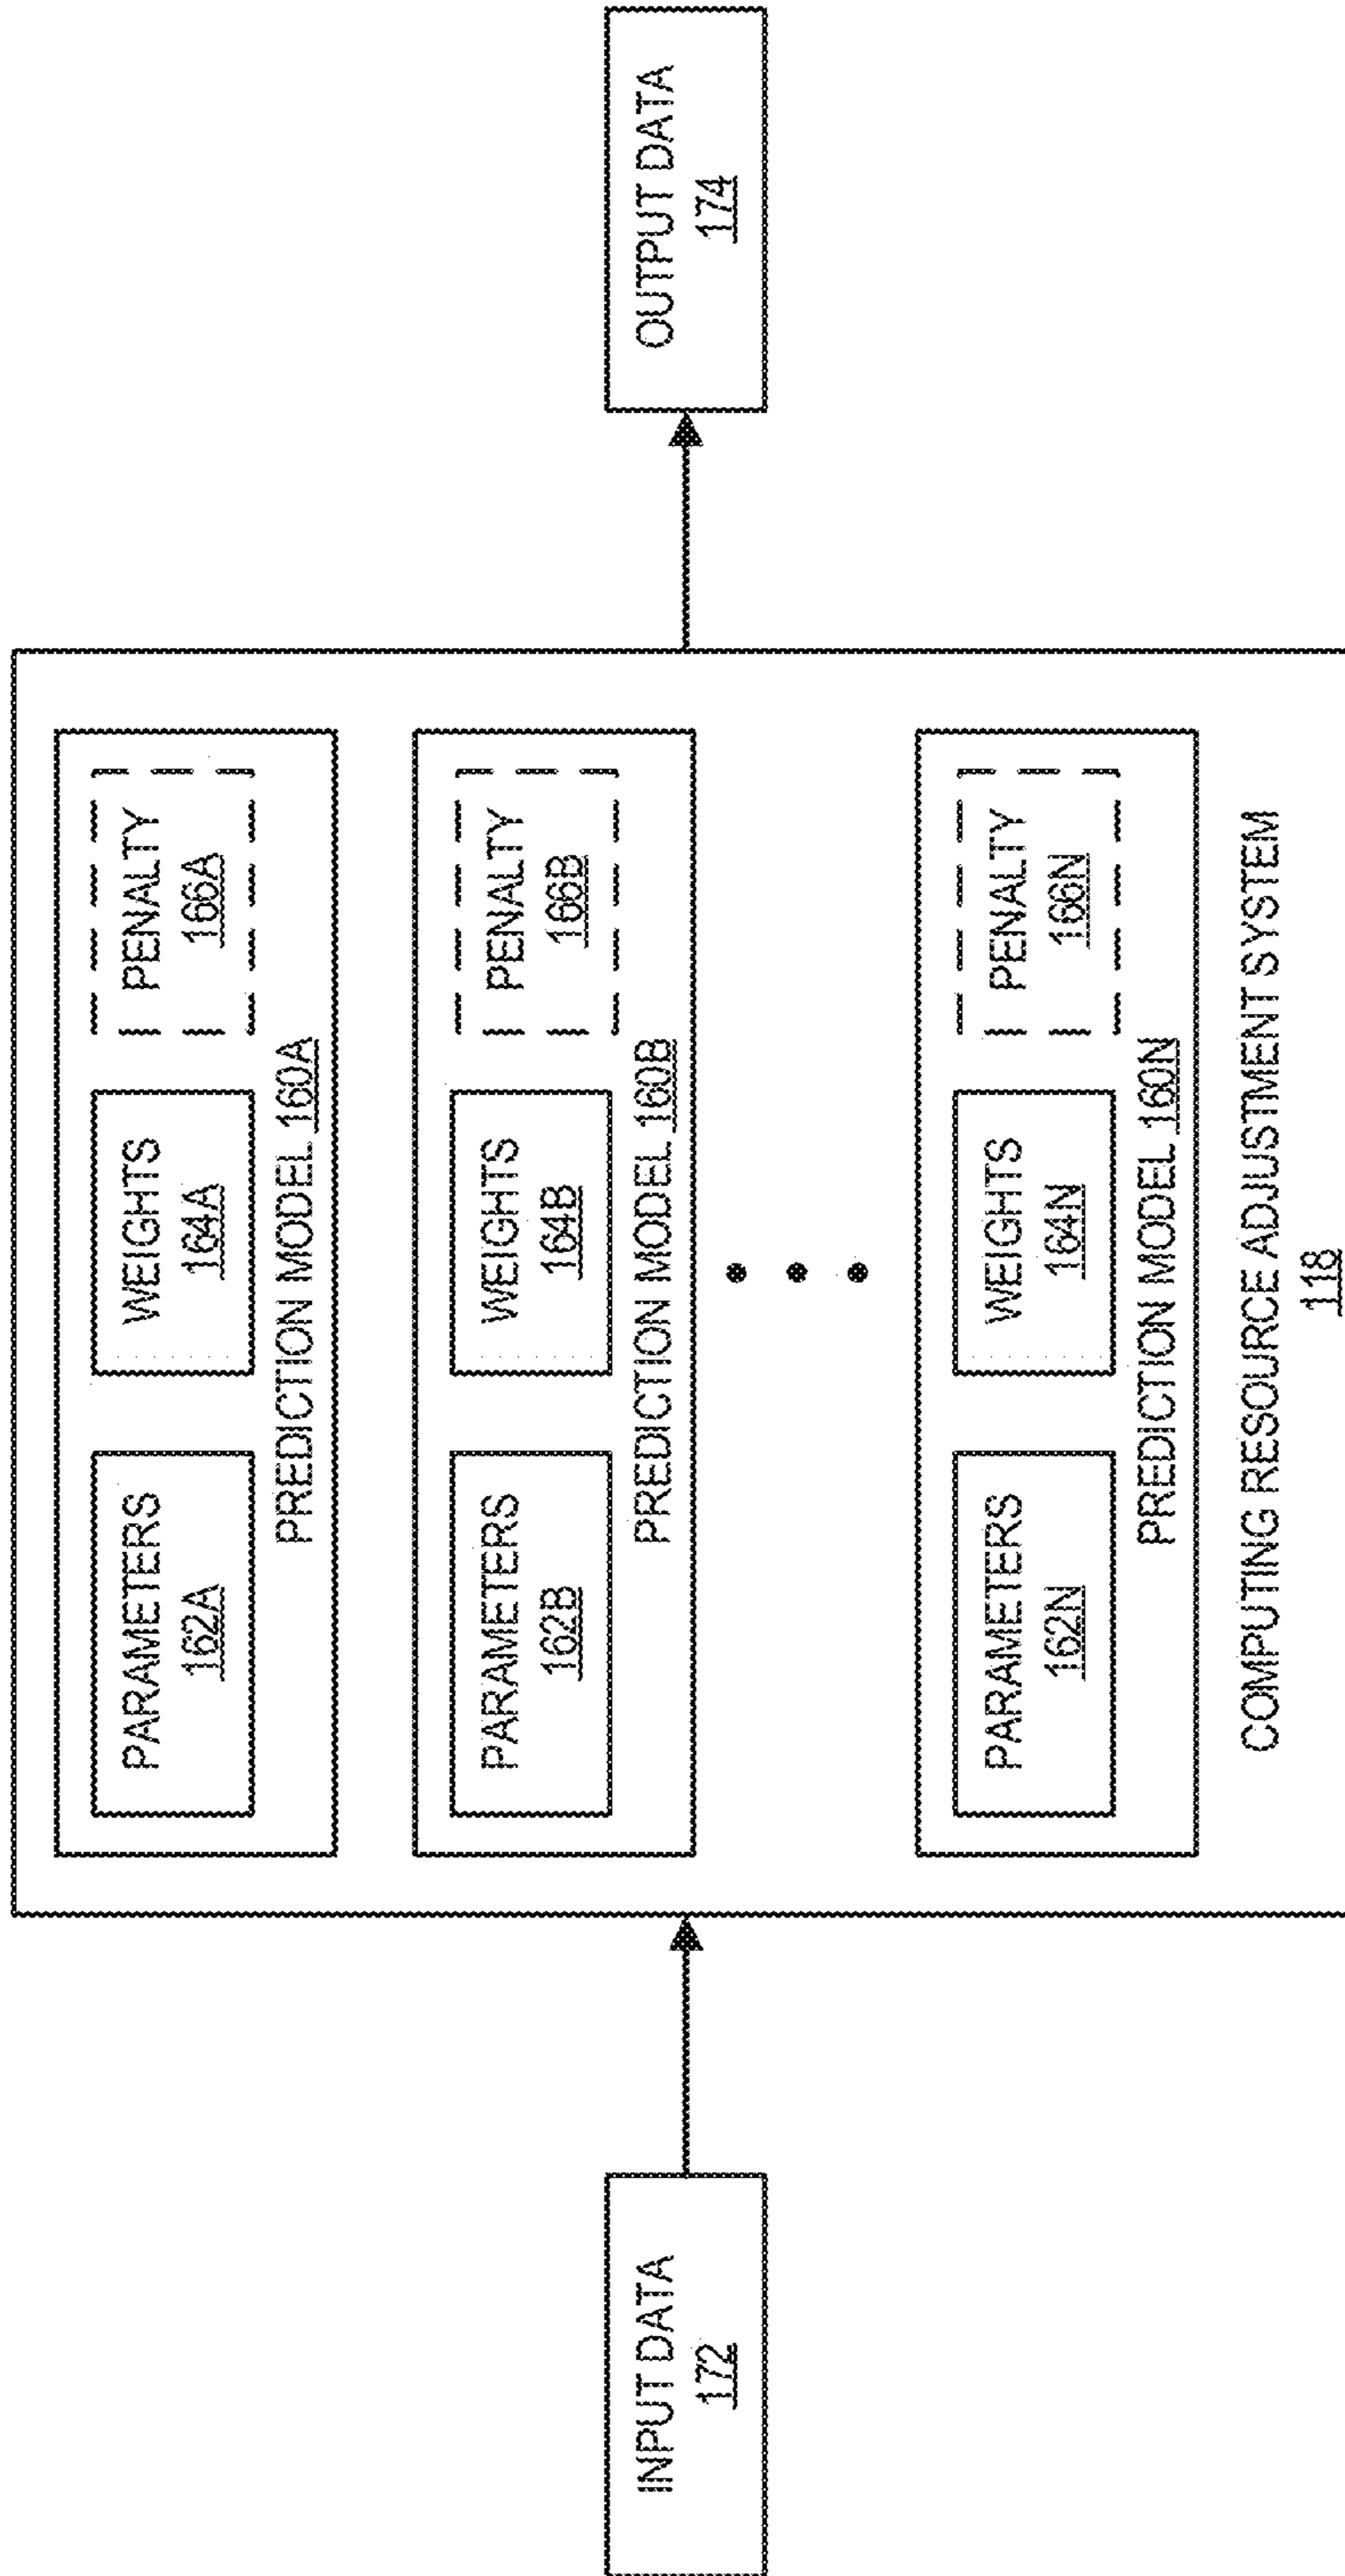 INPUT DATA
172
PARAMETERS
162A
WEIGHTS
164A
PENALTY
166A
PREDICTION MODEL 160A
PARAMETERS
162B
WEIGHTS
164B
PENALTY
166B
PREDICTION MODEL 160B
PARAMETERS
162N
WEIGHTS
164N
PENALTY
166N
PREDICTION MODEL 160N
COMPUTING RESOURCE ADJUSTMENT SYSTEM
118
OUTPUT DATA
174